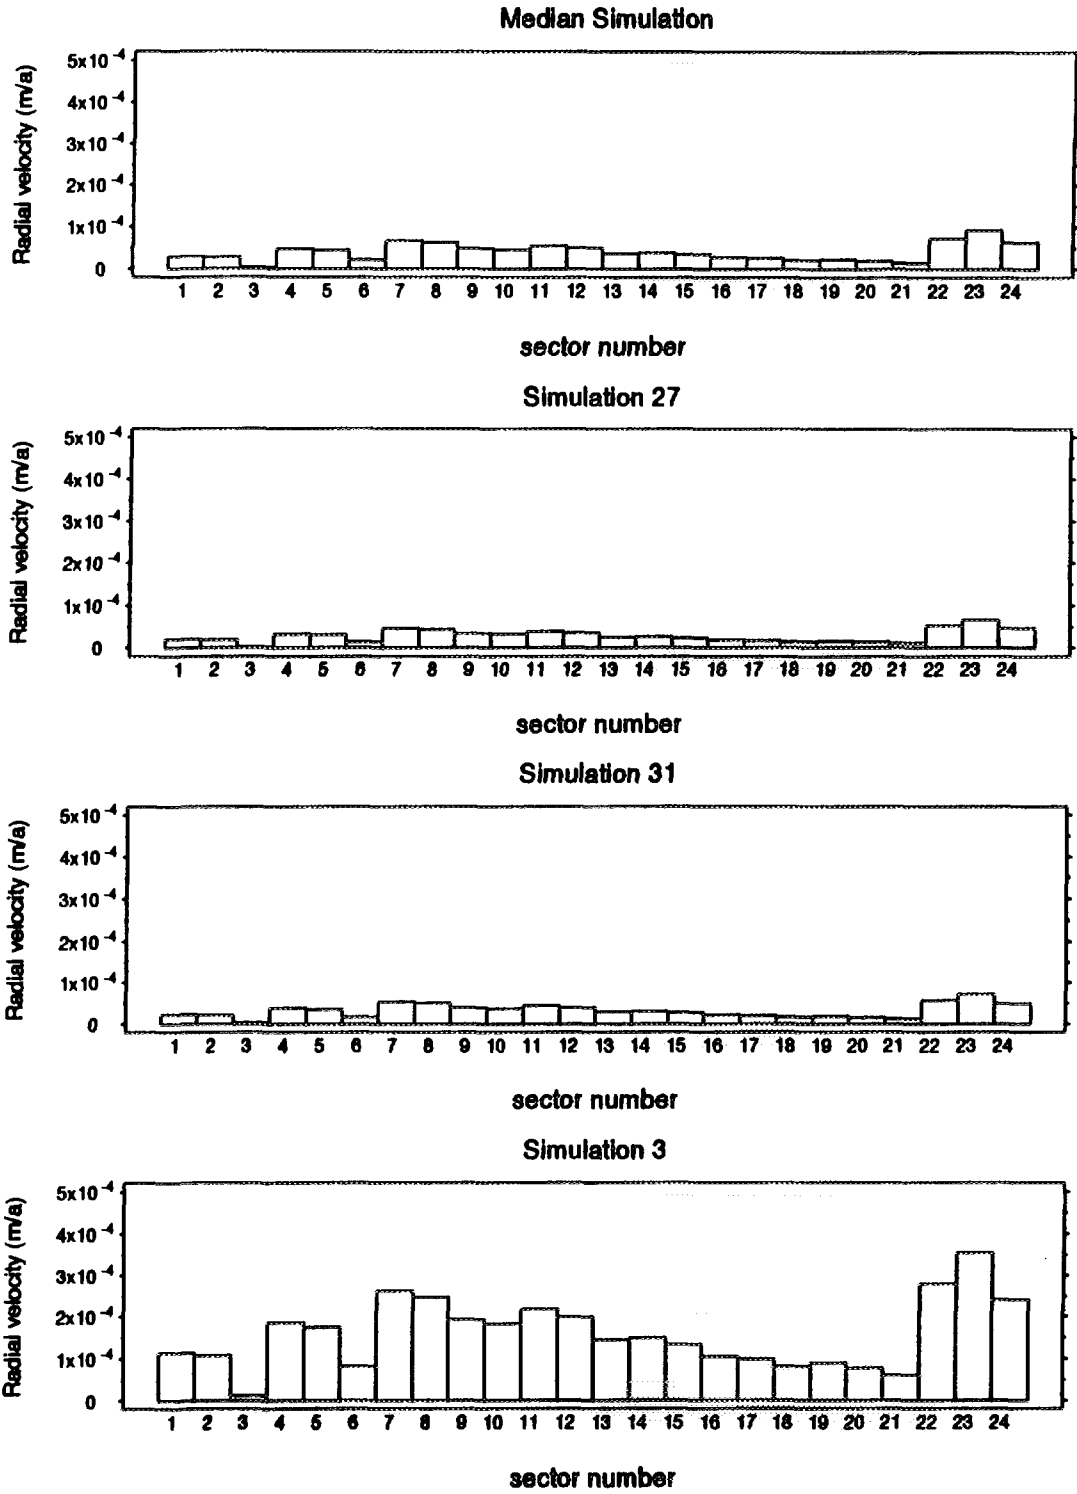 Median Simulation
Radial velocity (m/a)
5x10 -4
4x10 -4
3x10 -4
2x10 -4
1x10 -4
0
1 2 3 4 5 6 7 8 9 10 11 12 13 14 15 16 17 18 19 20 21 22 23 24
sector number
Simulation 27
Radial velocity (m/a)
5x10 -4
4x10 -4
3x10 -4
2x10 -4
1x10 -4
0
1 2 3 4 5 6 7 8 9 10 11 12 13 14 15 16 17 18 19 20 21 22 23 24
sector number
Simulation 31
Radial velocity (m/a)
5x10 -4
4x10 -4
3x10 -4
2x10 -4
1x10 -4
0
1 2 3 4 5 6 7 8 9 10 11 12 13 14 15 16 17 18 19 20 21 22 23 24
sector number
Simulation 3
Radial velocity (m/a)
5x10 -4
4x10 -4
3x10 -4
2x10 -4
1x10 -4
0
1 2 3 4 5 6 7 8 9 10 11 12 13 14 15 16 17 18 19 20 21 22 23 24
sector number